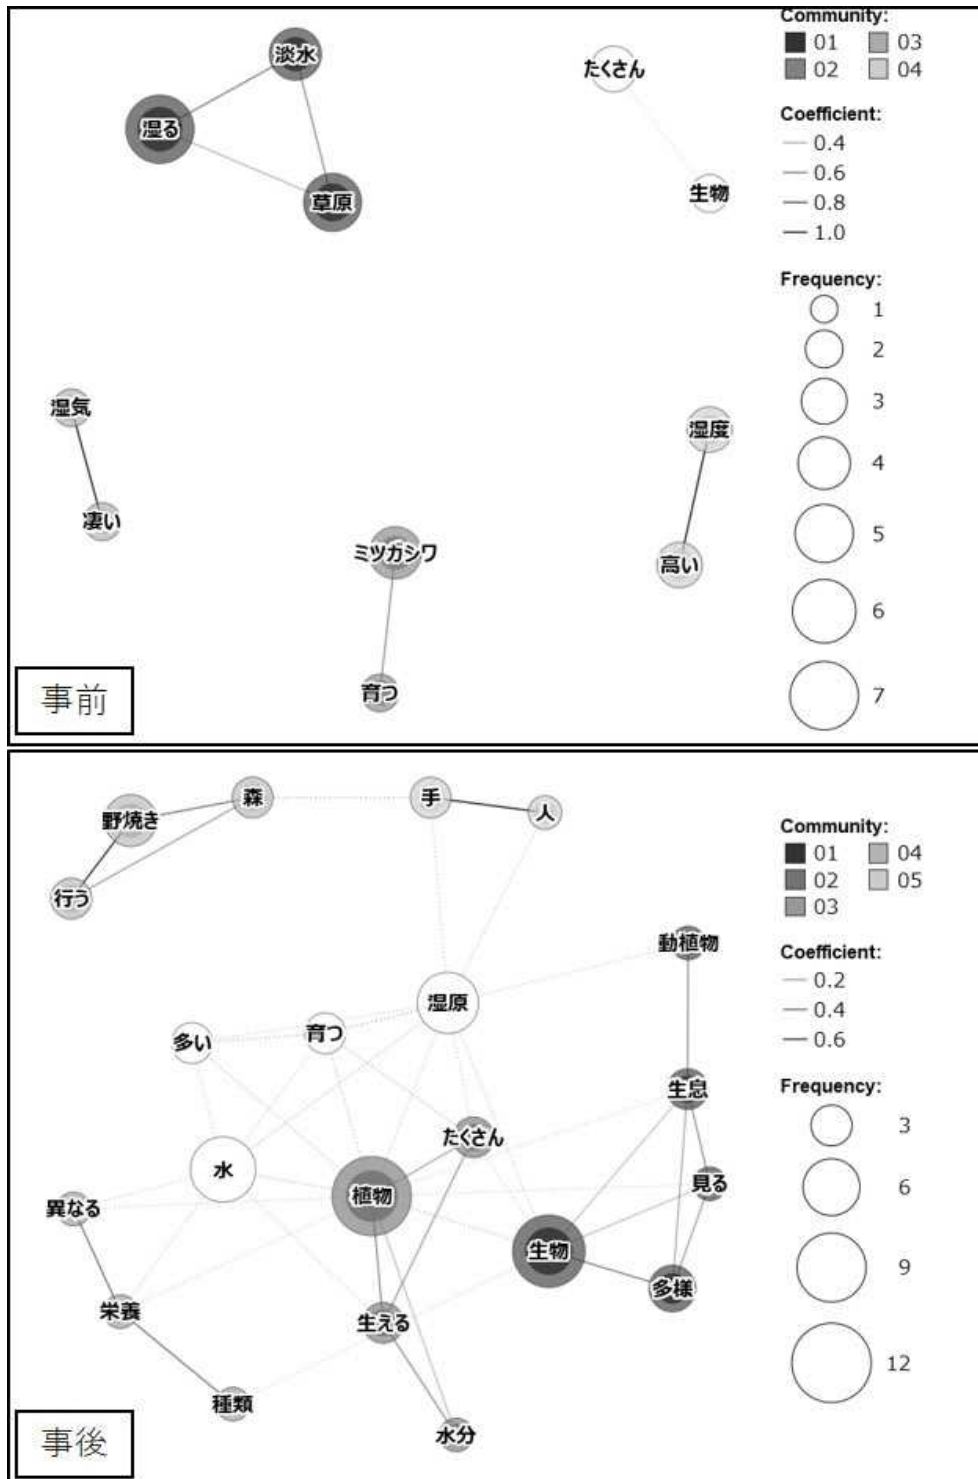 淡水
湿る
草原
たくさん
生物
湿気
凄い
ミツガシワ
育つ
湿度
高い
事前
Community:
01 03
02 04
Coefficient:
0.4
0.6
0.8
1.0
Frequency:
1
2
3
4
5
6
7
森
手
人
野焼き
行う
動植物
湿原
多い
育つ
生息
たくさん
水
植物
見る
異なる
生物
多様
栄養
生える
種類
水分
事後
Community:
01 04
02 05
03
Coefficient:
0.2
0.4
0.6
Frequency:
3
6
9
12